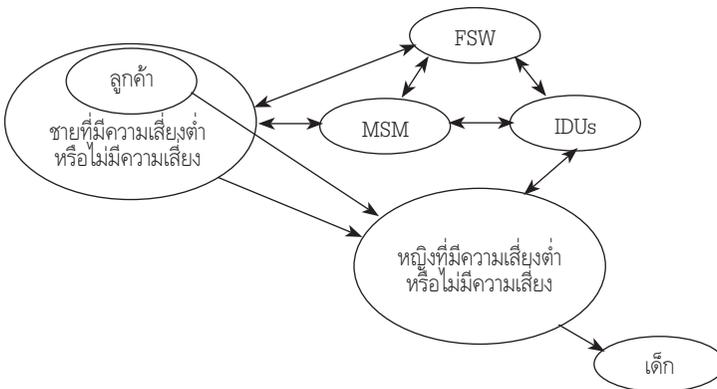 FSW
ลูกค้า
ชายที่มีความเสี่ยงต่ำ
หรือไม่มีความเสี่ยง
MSM
IDUs
หญิงที่มีความเสี่ยงต่ำ
หรือไม่มีความเสี่ยง
เด็ก